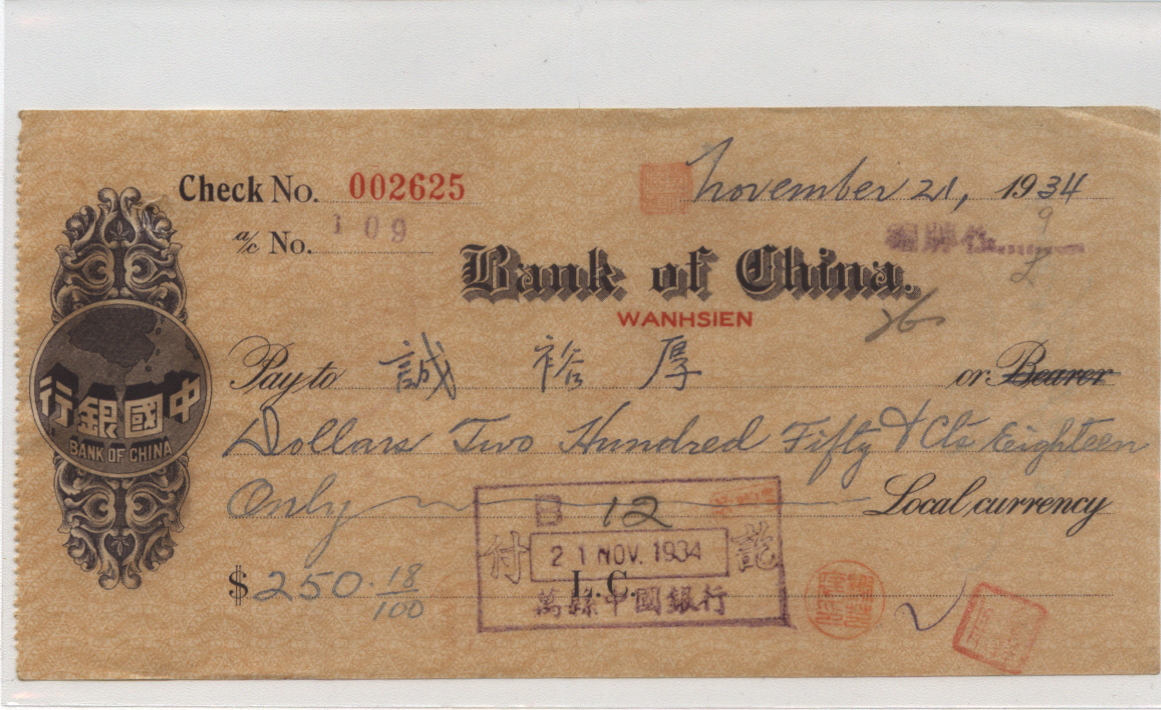 Check No. 002625
November 21, 1934
a/c No. 109
9
Bank of China.
WANHSIEN
Pay to 誠裕厚 or Bearer
中國銀行
BANK OF CHINA
Dollars Two Hundred Fifty & Cts Eighteen
Only Local currency
B 12
付 訖
21 NOV. 1934
$250.18/100 L.C.
萬縣中國銀行